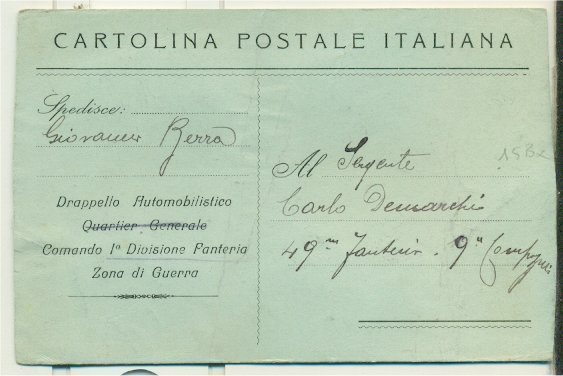 CARTOLINA POSTALE ITALIANA
Spedisce:
Giovanni Berra
Drappello Automobilistico
Quartier Generale
Comando 1ª Divisione Fanteria
Zona di Guerra
Al Sergente
Carlo Demarchi
49mo Fanteria - 9ª Compagnia